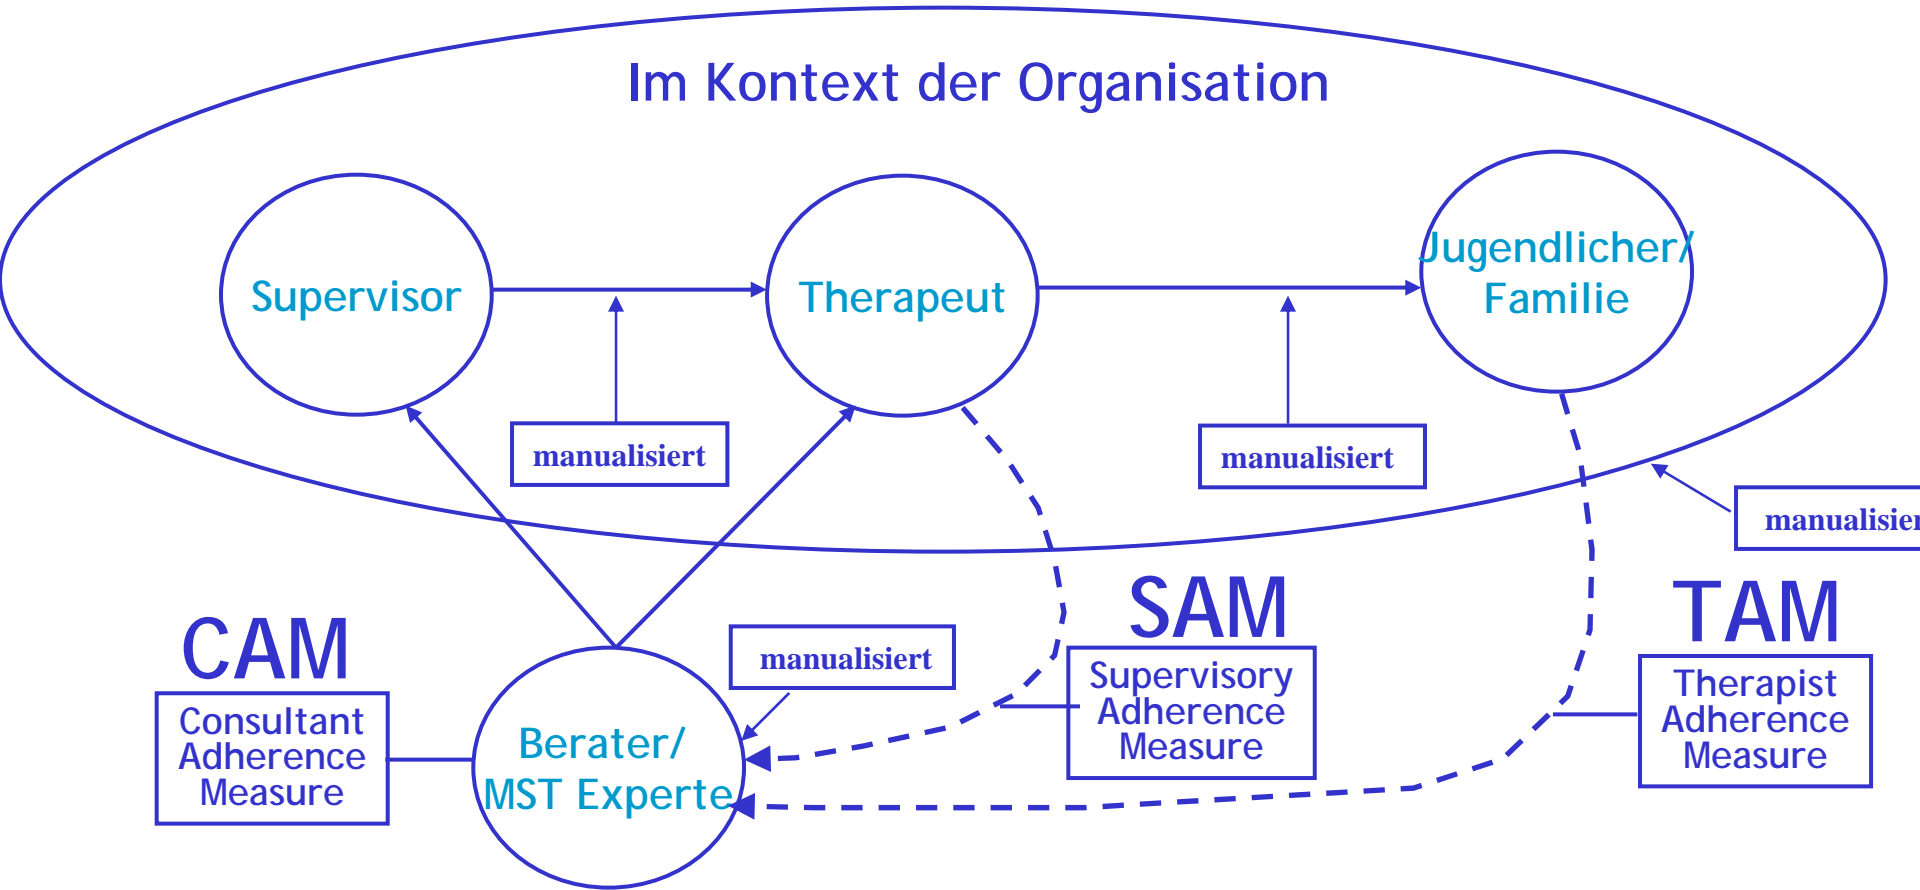 Im Kontext der Organisation
Supervisor
Therapeut
Jugendlicher/
Familie
manualisiert
manualisiert
manualisier
CAM
Consultant
Adherence
Measure
manualisiert
Berater/
MST Experte
SAM
Supervisory
Adherence
Measure
TAM
Therapist
Adherence
Measure